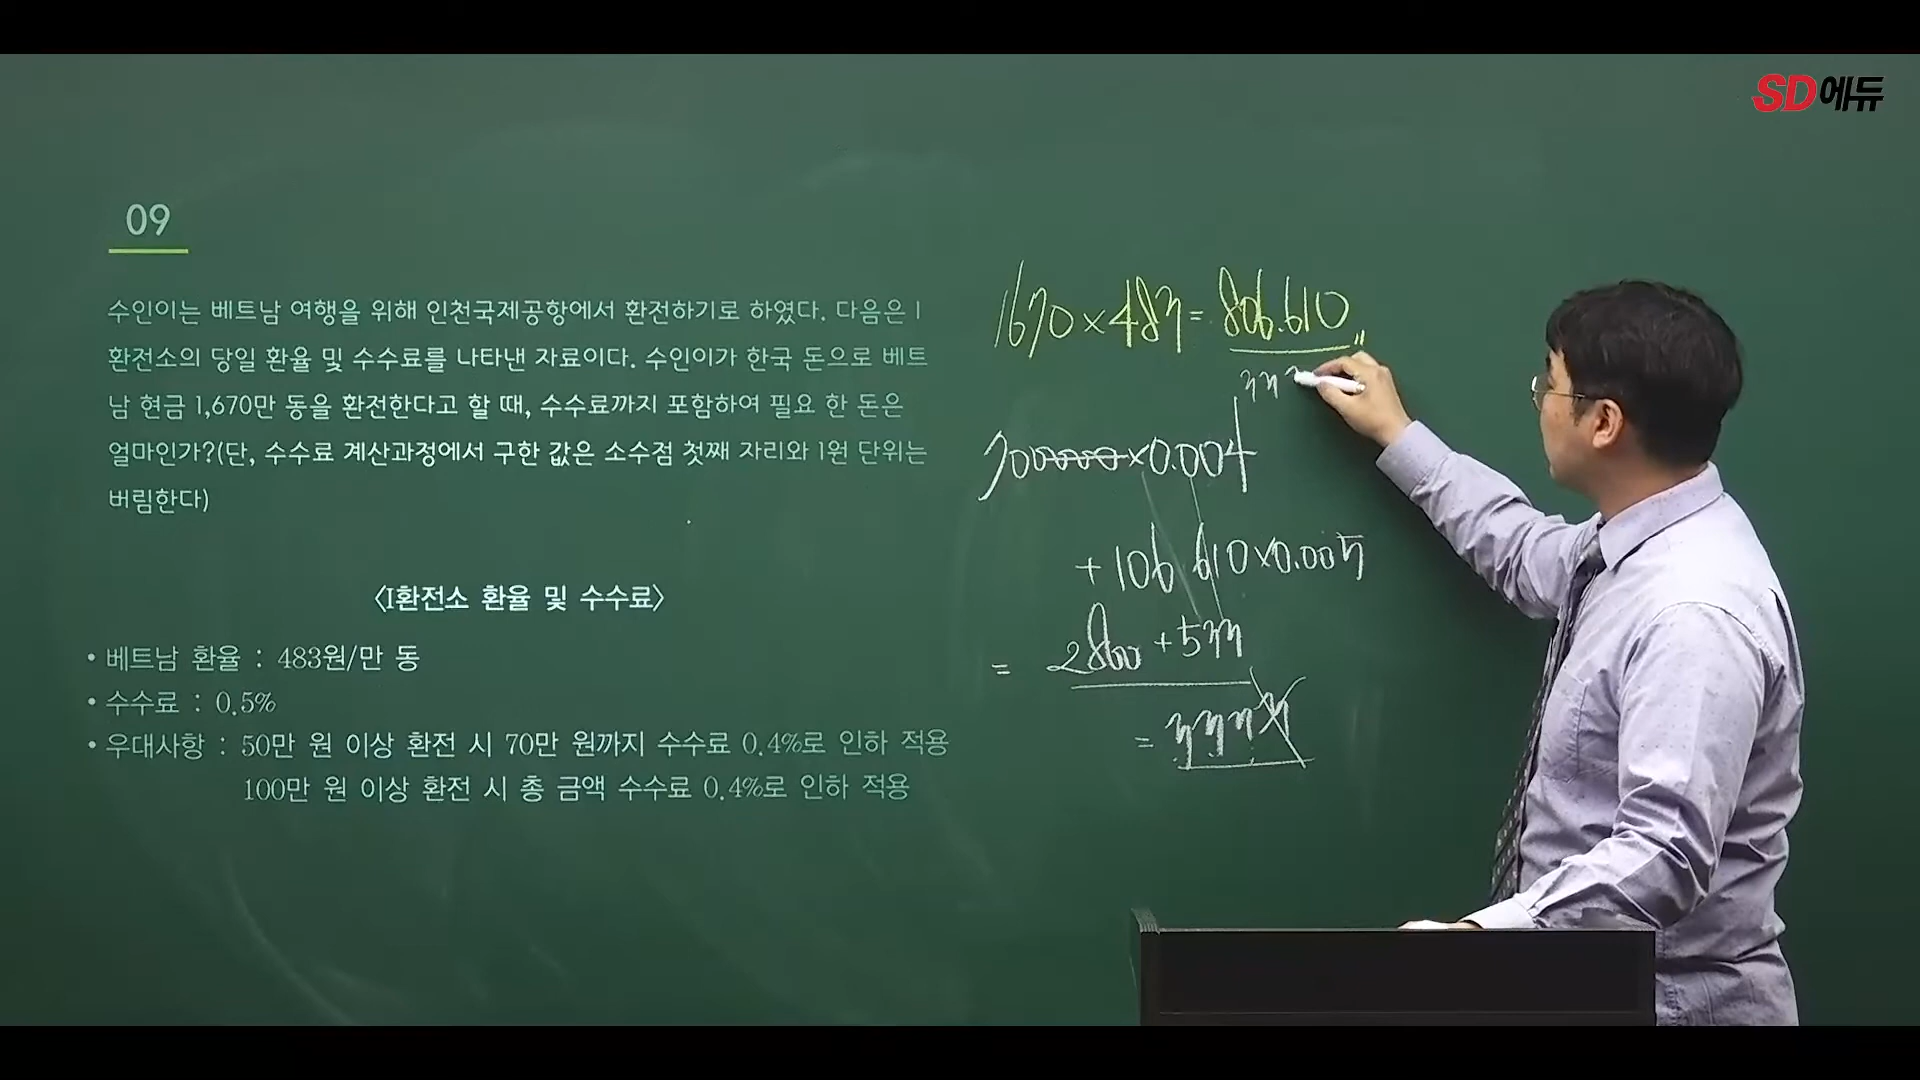 SD에듀
09
수인이는 베트남 여행을 위해 인천국제공항에서 환전하기로 하였다. 다음은 I
환전소의 당일 환율 및 수수료를 나타낸 자료이다. 수인이가 한국 돈으로 베트
남 현금 1,670만 동을 환전한다고 할 때, 수수료까지 포함하여 필요 한 돈은
얼마인가?(단, 수수료 계산과정에서 구한 값은 소수점 첫째 자리와 1원 단위는
버림한다)
〈I환전소 환율 및 수수료〉
• 베트남 환율 : 483원/만 동
• 수수료 : 0.5%
• 우대사항 : 50만 원 이상 환전 시 70만 원까지 수수료 0.4%로 인하 적용
100만 원 이상 환전 시 총 금액 수수료 0.4%로 인하 적용
1670×483=806.610
33
700000×0.004
+106 610×0.005
= 2800+533
= 333